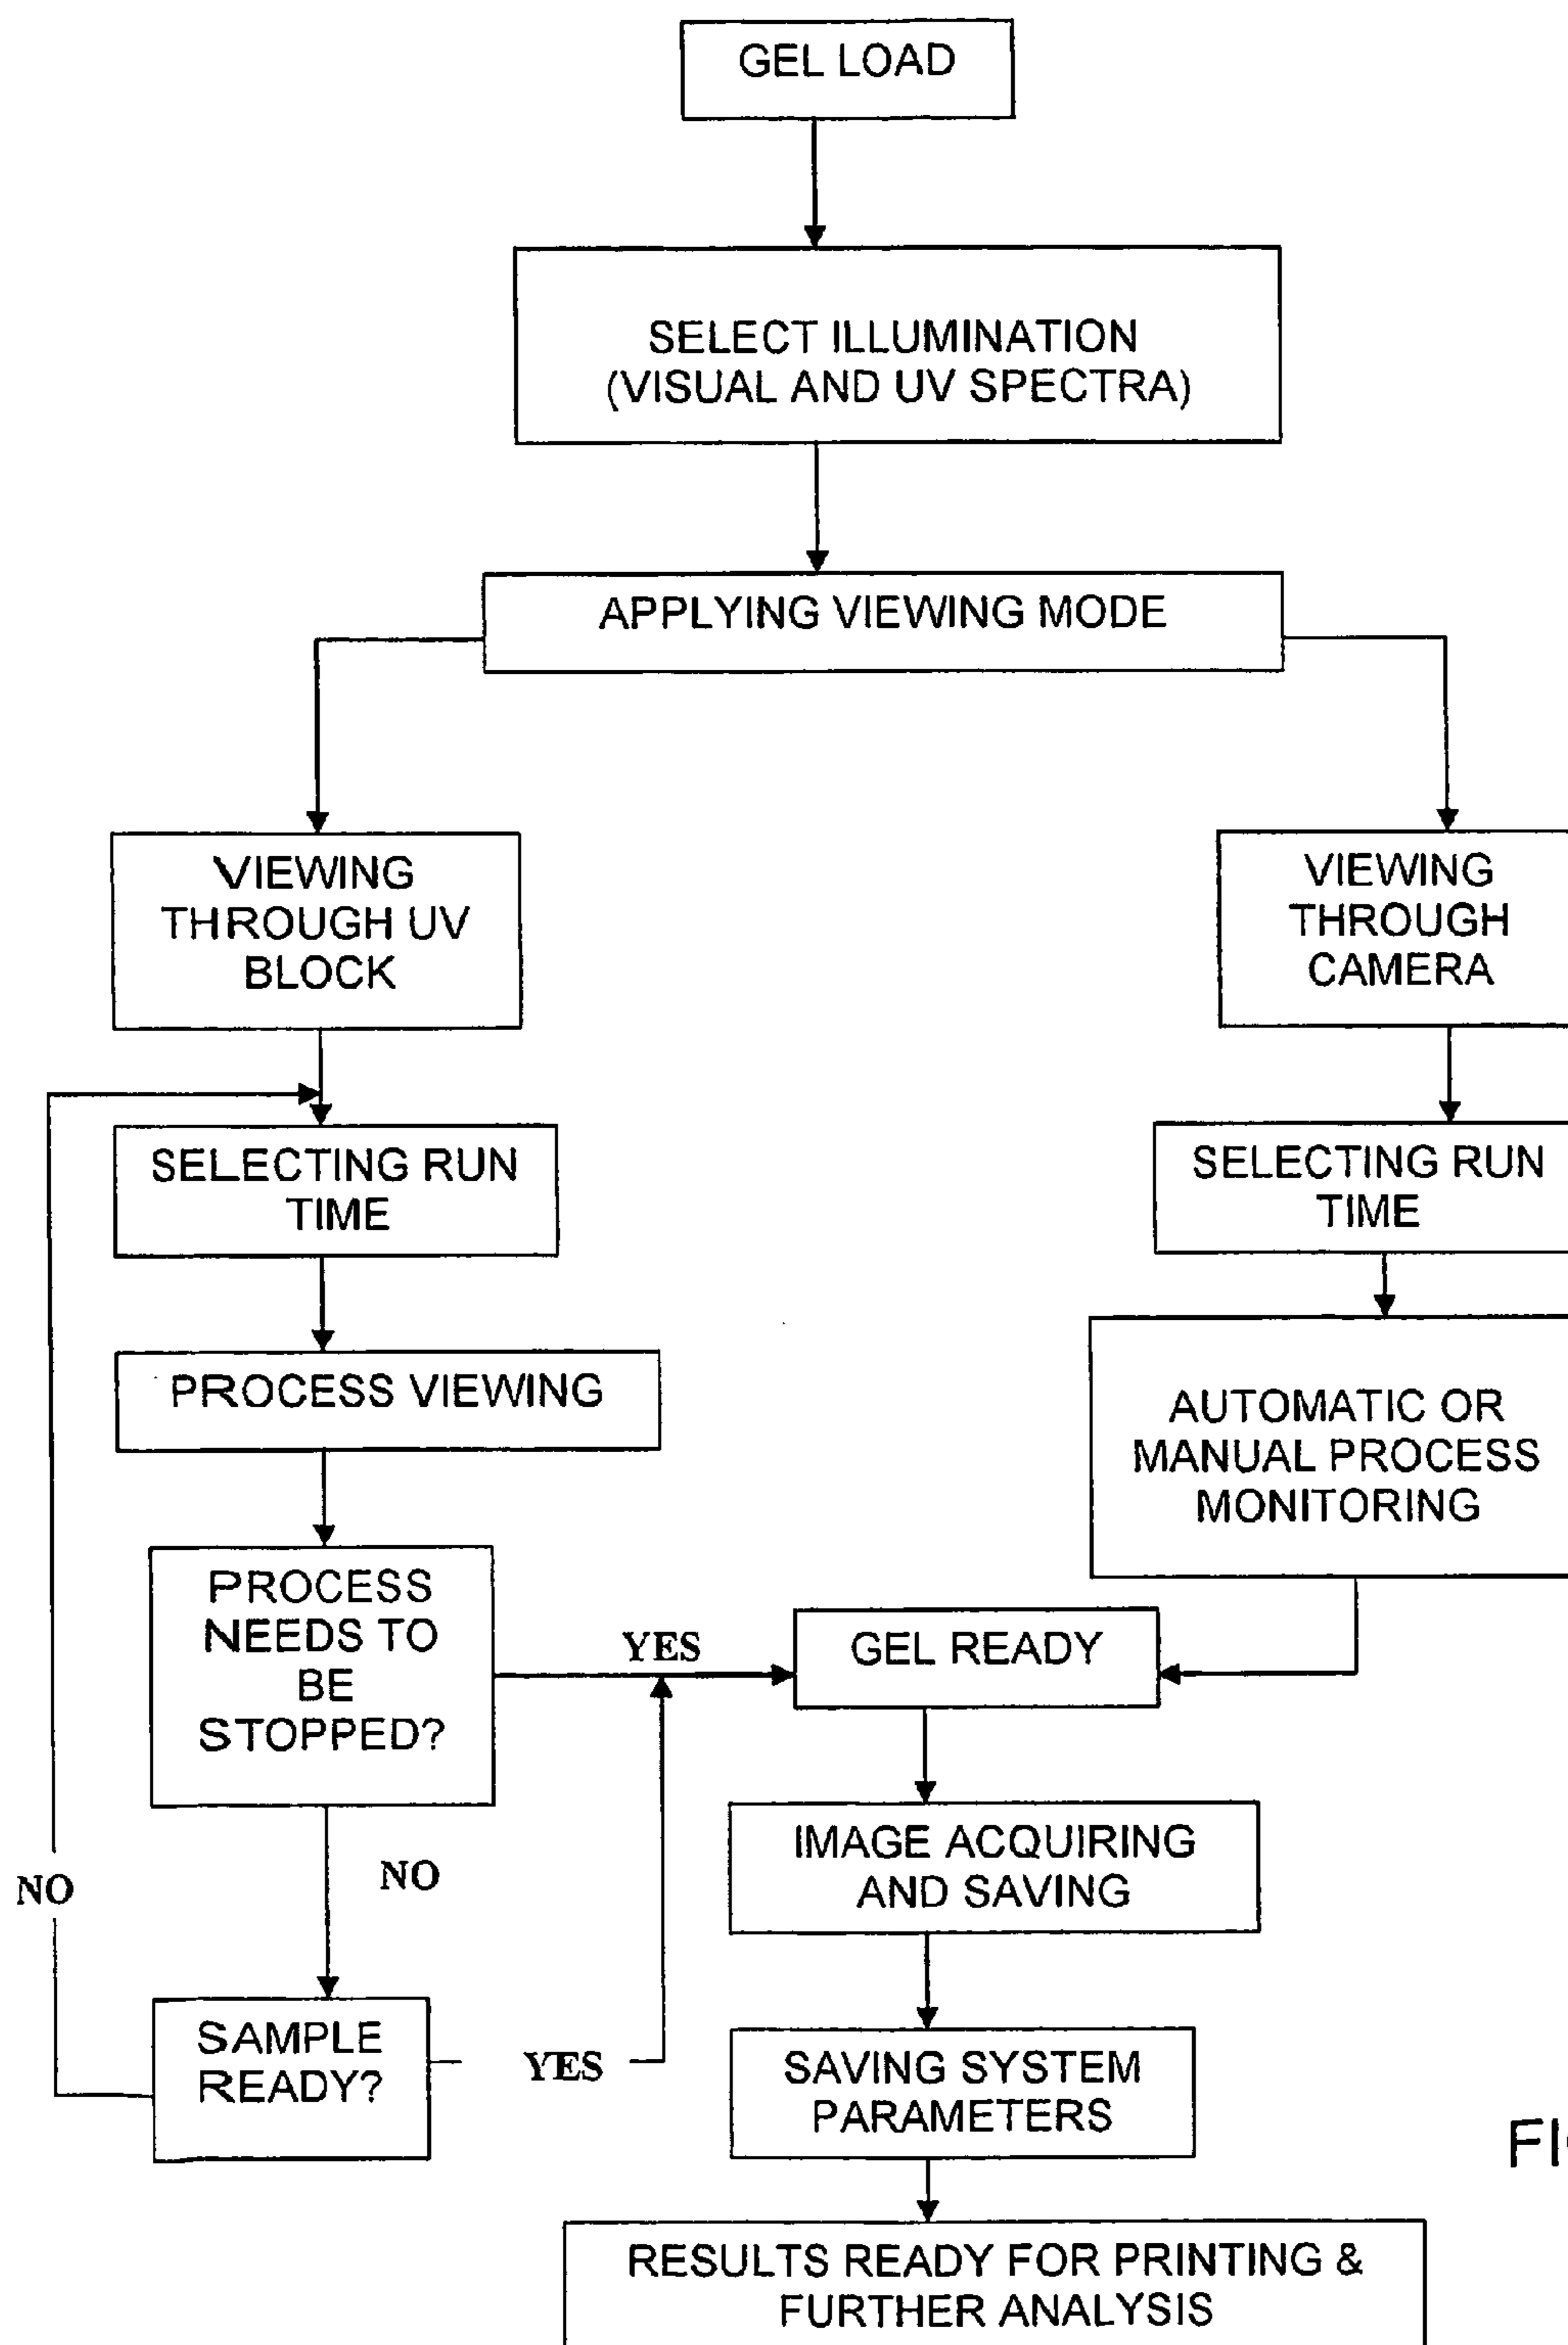 GEL LOAD
SELECT ILLUMINATION
(VISUAL AND UV SPECTRA)
APPLYING VIEWING MODE
VIEWING
THROUGH UV
BLOCK
SELECTING RUN
TIME
PROCESS VIEWING
PROCESS
NEEDS TO
BE
STOPPED?
YES
NO
NO
SAMPLE
READY?
YES
VIEWING
THROUGH
CAMERA
SELECTING RUN
TIME
AUTOMATIC OR
MANUAL PROCESS
MONITORING
GEL READY
IMAGE ACQUIRING
AND SAVING
SAVING SYSTEM
PARAMETERS
RESULTS READY FOR PRINTING &
FURTHER ANALYSIS